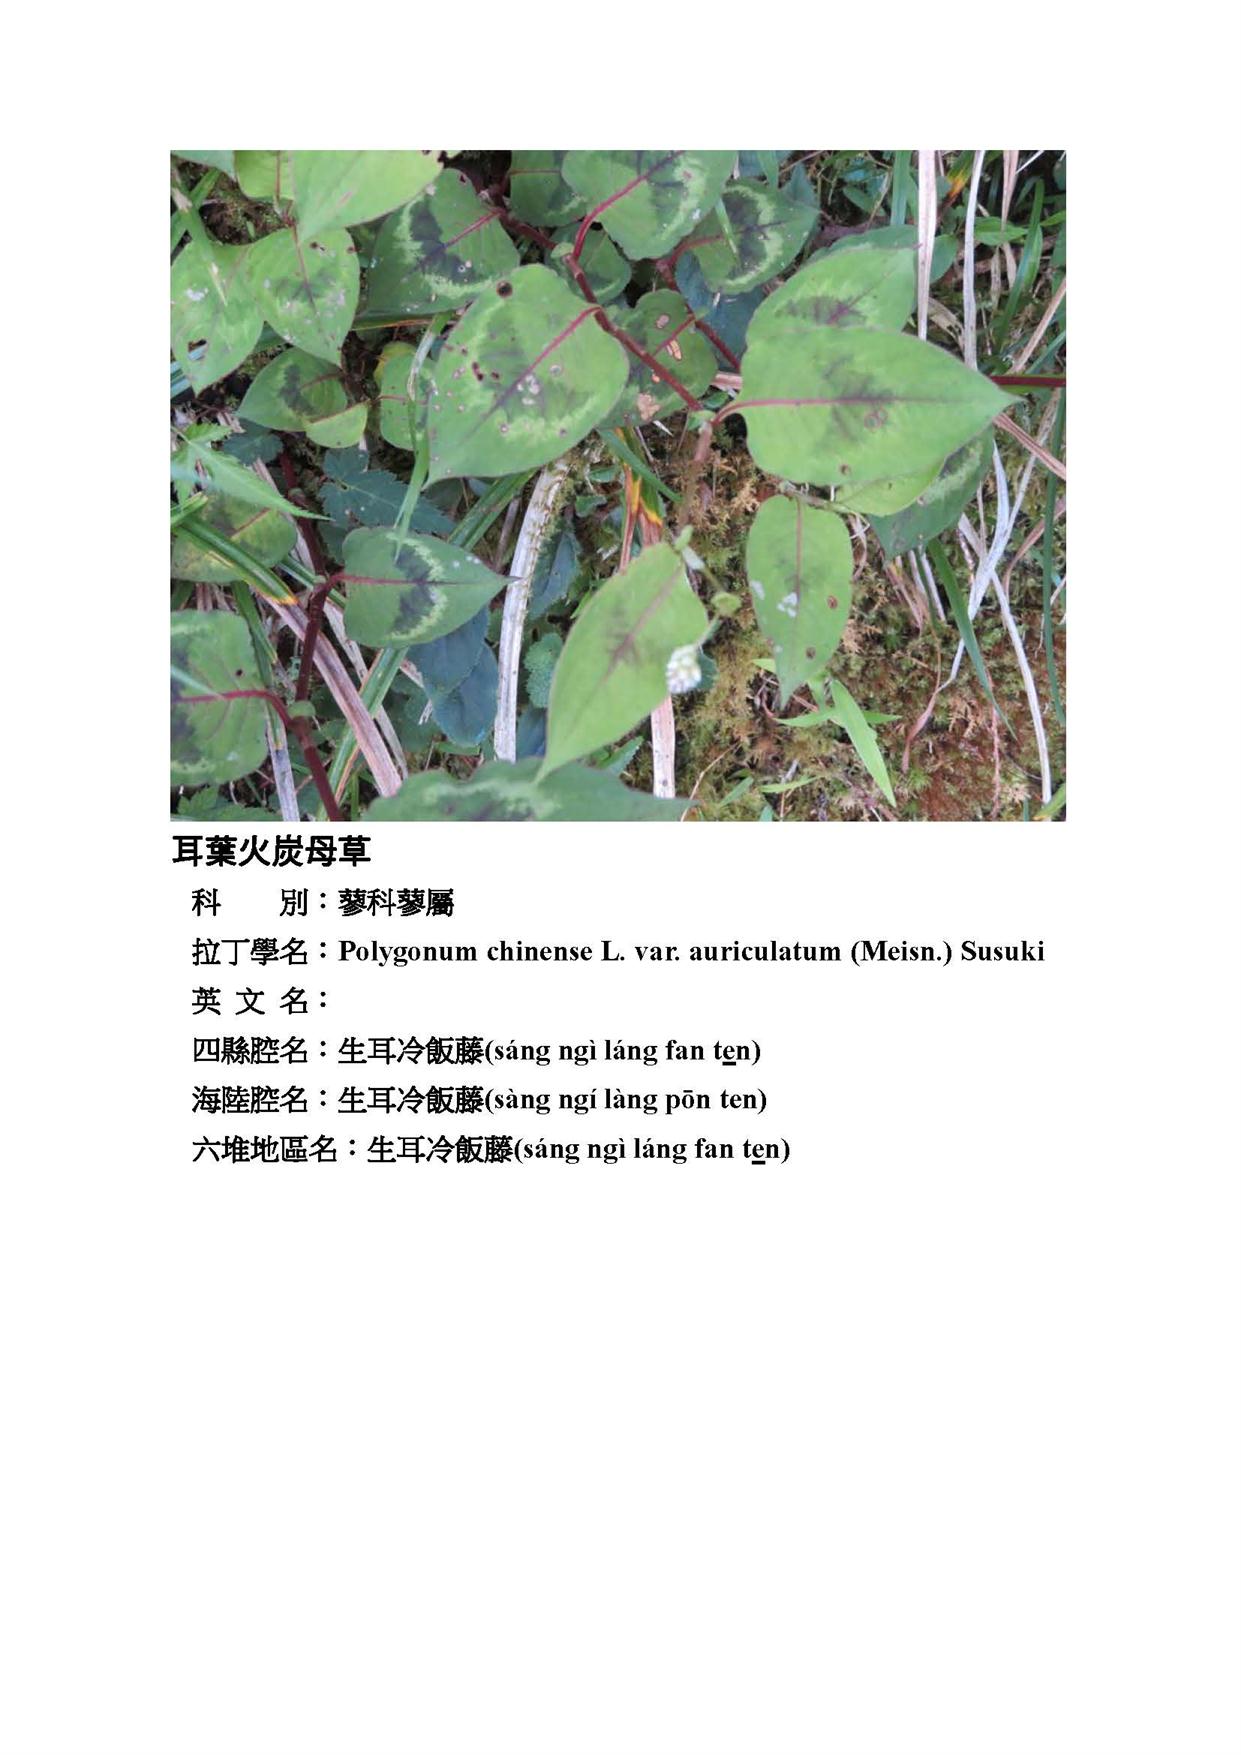 耳葉火炭母草
科　　別：蓼科蓼屬
拉丁學名：Polygonum chinense L. var. auriculatum (Meisn.) Susuki
英 文 名：
四縣腔名：生耳冷飯藤(sáng ngì láng fan ten)
海陸腔名：生耳冷飯藤(sàng ngí làng pōn ten)
六堆地區名：生耳冷飯藤(sáng ngì láng fan ten)